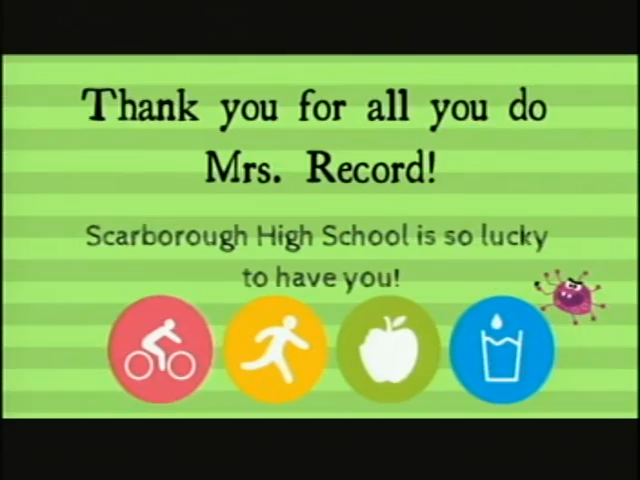 Thank you for all you do
Mrs. Record!
Scarborough High School is so lucky
to have you!